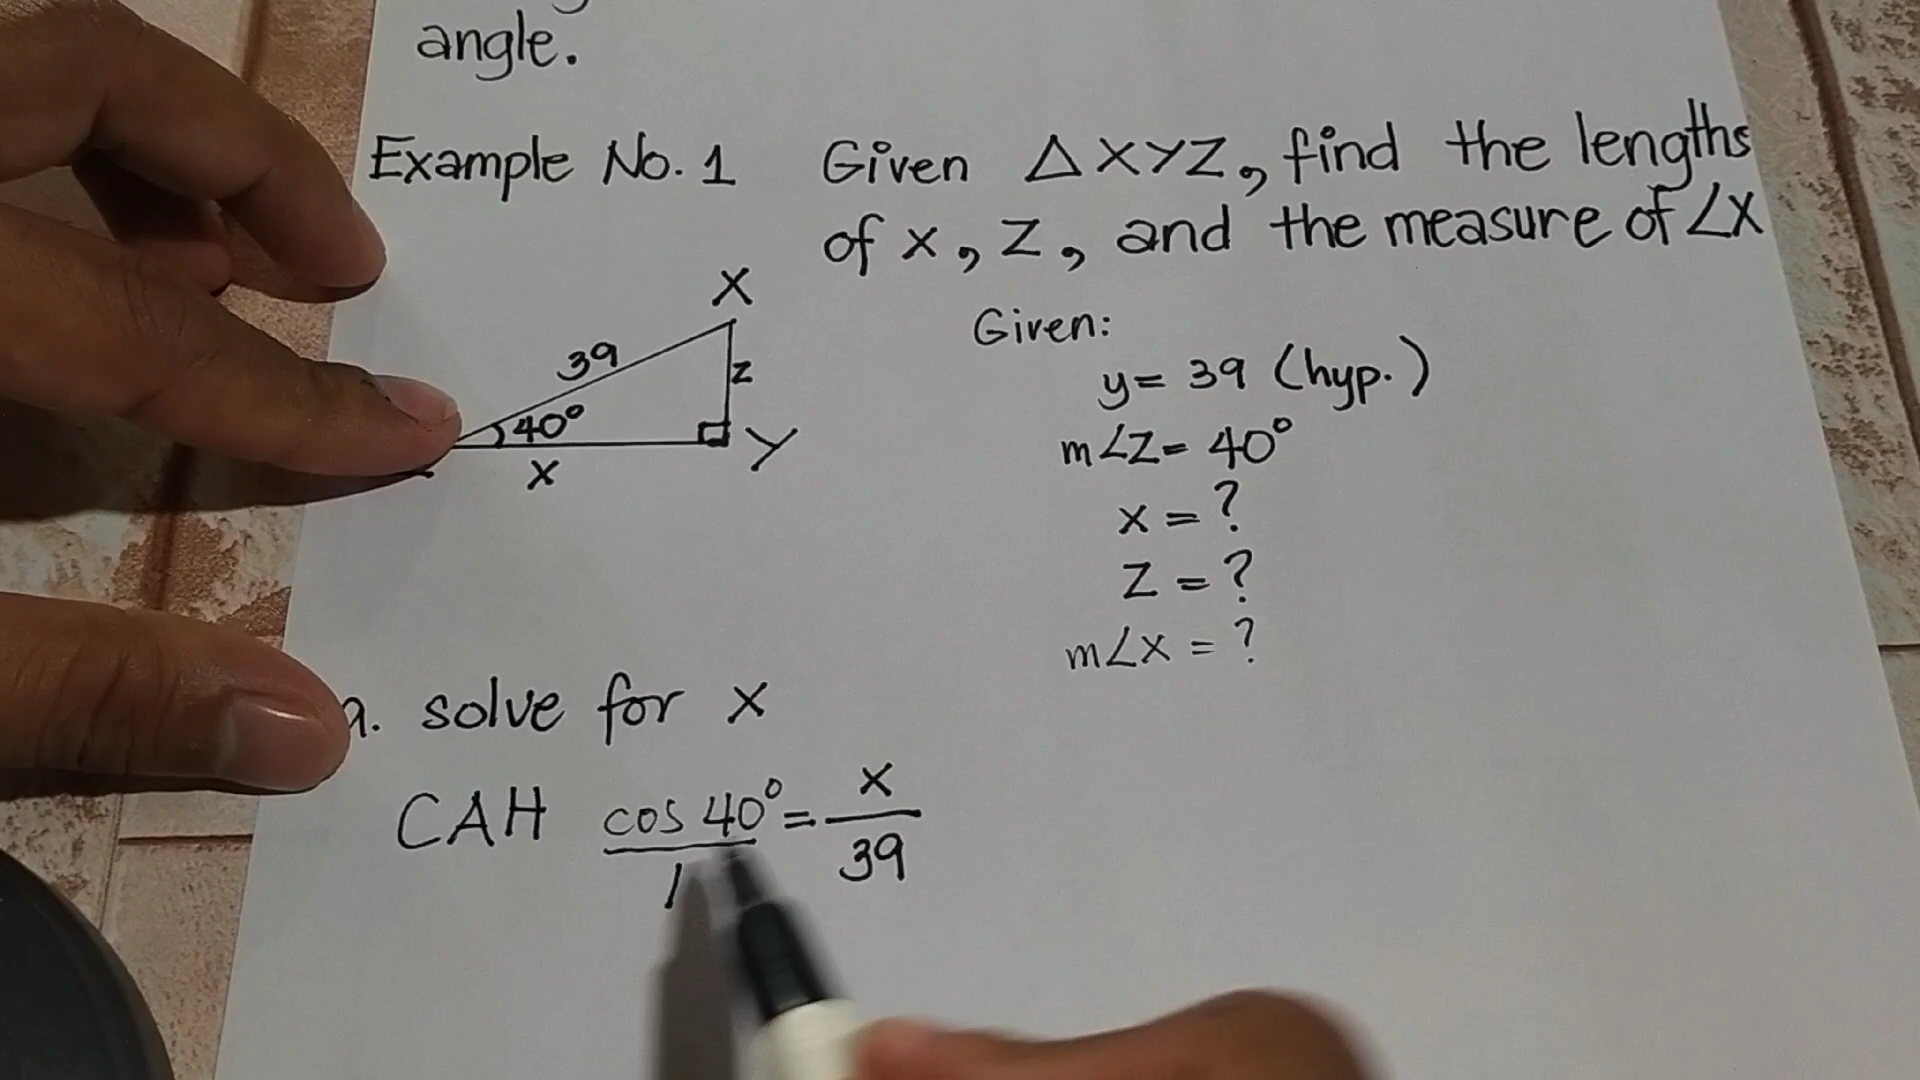 angle.
Example No. 1 Given △XYZ, find the lengths
of x, z, and the measure of ∠X
X
39
z
40°
x
Y
Given:
y = 39 (hyp.)
m∠Z = 40°
x = ?
z = ?
m∠X = ?
a. solve for x
CAH cos 40°/1 = x/39